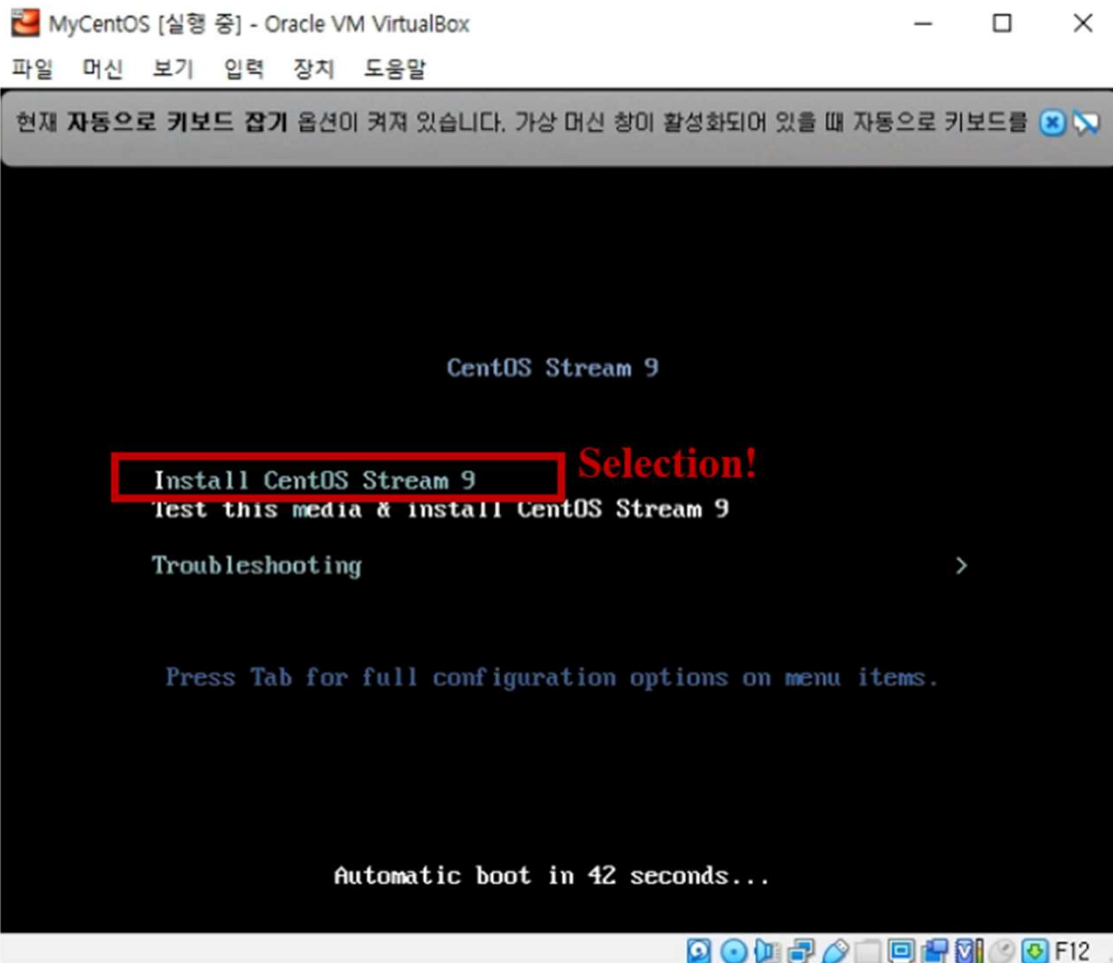 MyCentOS [실행 중] - Oracle VM VirtualBox
파일 머신 보기 입력 장치 도움말
현재 자동으로 키보드 잡기 옵션이 켜져 있습니다. 가상 머신 창이 활성화되어 있을 때 자동으로 키보드를
CentOS Stream 9
Install CentOS Stream 9 Selection!
Test this media & install CentOS Stream 9
Troubleshooting >
Press Tab for full configuration options on menu items.
Automatic boot in 42 seconds...
F12